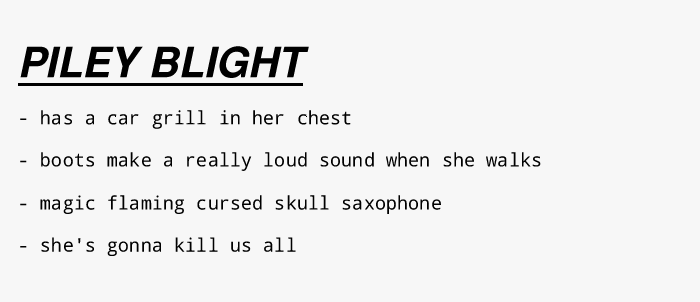 PILEY BLIGHT
- has a car grill in her chest
- boots make a really loud sound when she walks
- magic flaming cursed skull saxophone
- she's gonna kill us all